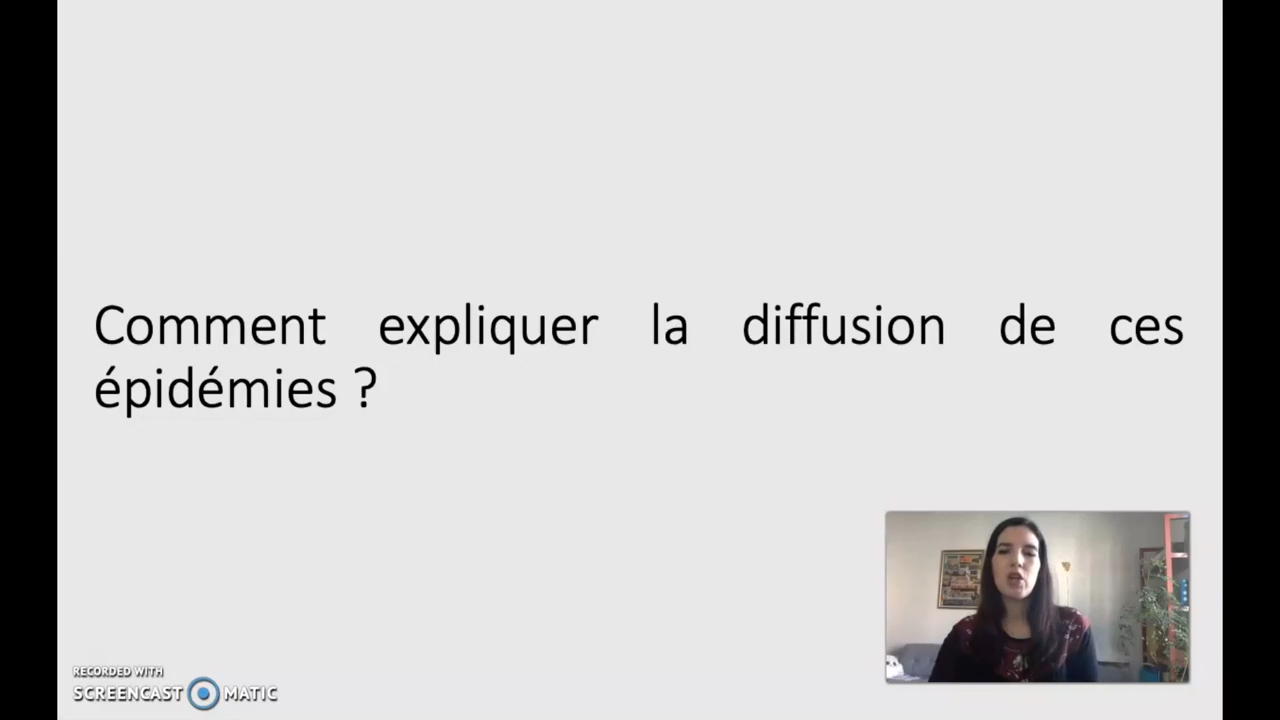 Comment expliquer la diffusion de ces
épidémies ?
RECORDED WITH
SCREENCAST MATIC